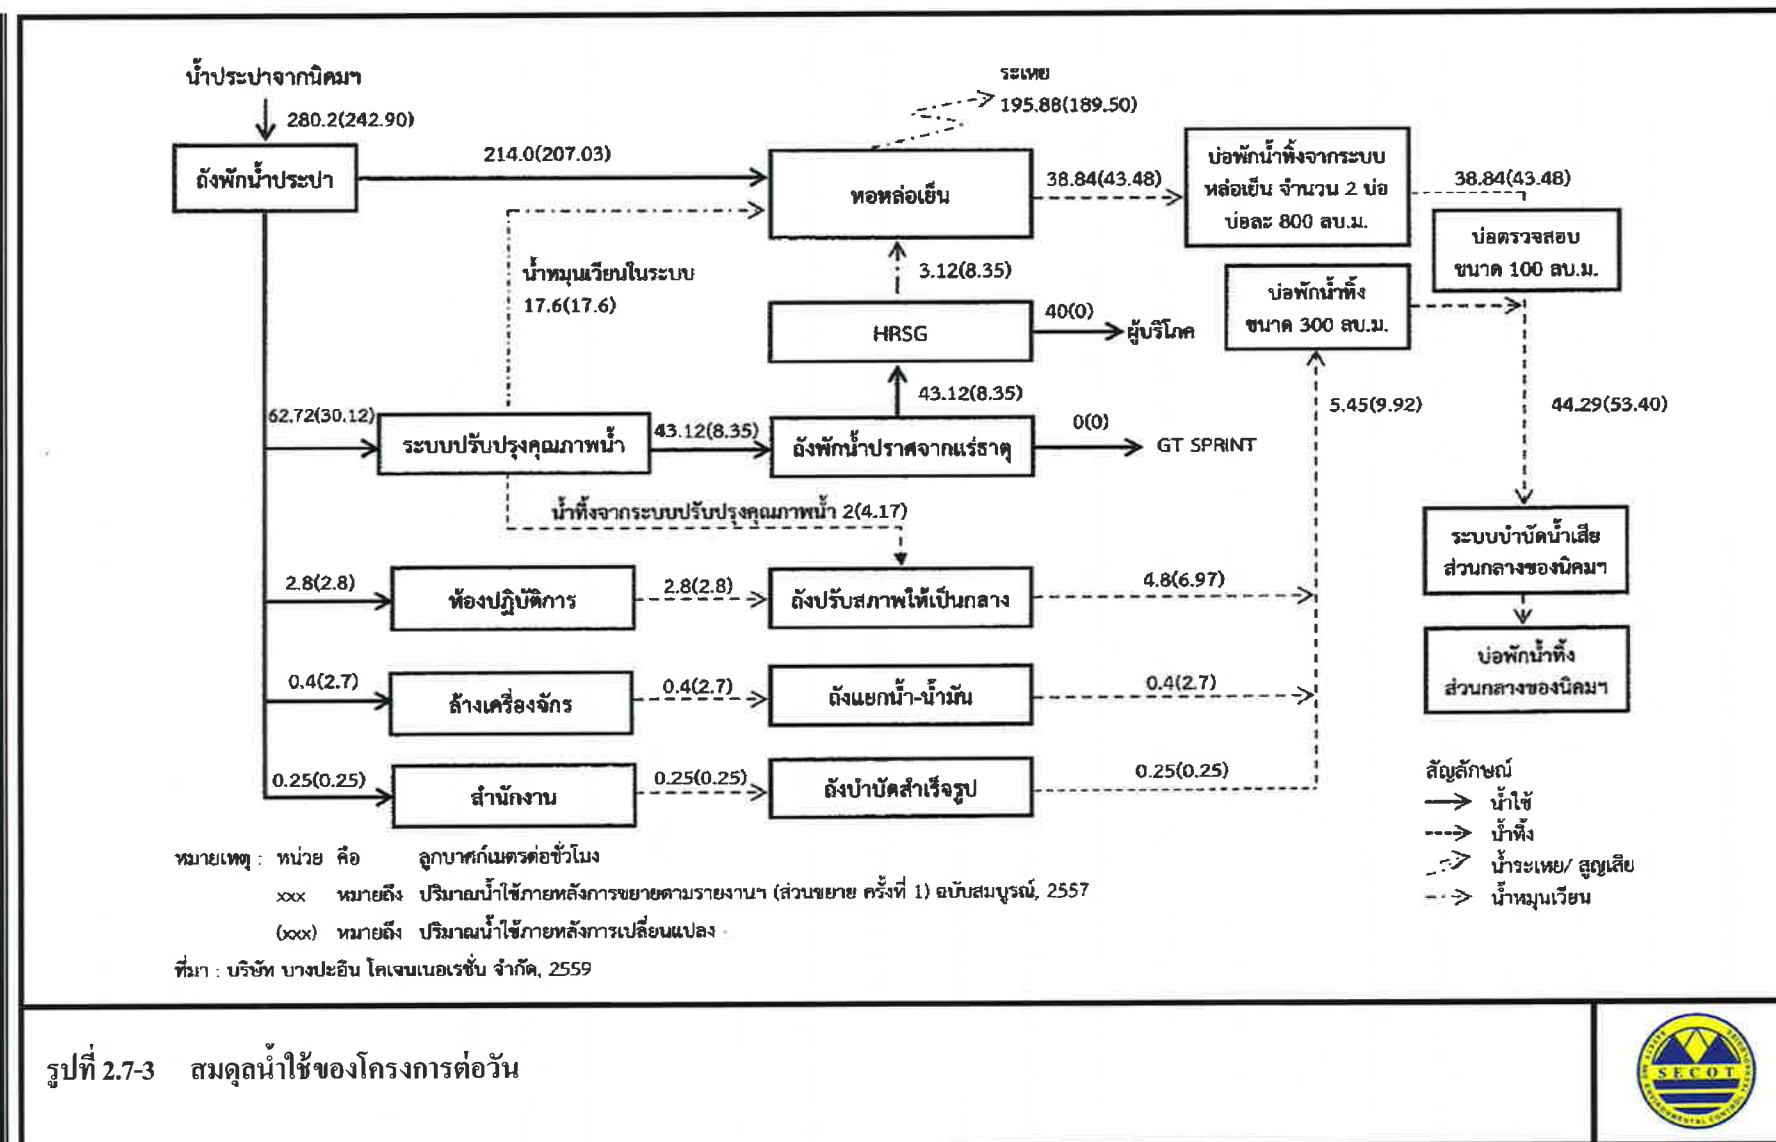 น้ำประปาจากนิคมฯ
280.2(242.90)
ถังพักน้ำประปา
214.0(207.03)
ระเหย
195.88(189.50)
หอหล่อเย็น
38.84(43.48)
บ่อพักน้ำทิ้งจากระบบ
หล่อเย็น จำนวน 2 บ่อ
บ่อละ 800 ลบ.ม.
38.84(43.48)
บ่อตรวจสอบ
ขนาด 100 ลบ.ม.
น้ำหมุนเวียนในระบบ
17.6(17.6)
3.12(8.35)
HRSG
40(0)
ผู้บริโภค
บ่อพักน้ำทิ้ง
ขนาด 300 ลบ.ม.
43.12(8.35)
5.45(9.92)
44.29(53.40)
62.72(30.12)
ระบบปรับปรุงคุณภาพน้ำ
43.12(8.35)
ถังพักน้ำปราศจากแร่ธาตุ
0(0)
GT SPRINT
น้ำทิ้งจากระบบปรับปรุงคุณภาพน้ำ 2(4.17)
ระบบบำบัดน้ำเสีย
ส่วนกลางของนิคมฯ
2.8(2.8)
ห้องปฏิบัติการ
2.8(2.8)
ถังปรับสภาพให้เป็นกลาง
4.8(6.97)
บ่อพักน้ำทิ้ง
ส่วนกลางของนิคมฯ
0.4(2.7)
ล้างเครื่องจักร
0.4(2.7)
ถังแยกน้ำ-น้ำมัน
0.4(2.7)
0.25(0.25)
สำนักงาน
0.25(0.25)
ถังบำบัดสำเร็จรูป
0.25(0.25)
สัญลักษณ์
น้ำใช้
น้ำทิ้ง
น้ำระเหย/ สูญเสีย
น้ำหมุนเวียน
หมายเหตุ : หน่วย คือ ลูกบาศก์เมตรต่อชั่วโมง
xxx หมายถึง ปริมาณน้ำใช้ภายหลังการขยายตามรายงานฯ (ส่วนขยาย ครั้งที่ 1) ฉบับสมบูรณ์, 2557
(xxx) หมายถึง ปริมาณน้ำใช้ภายหลังการเปลี่ยนแปลง
ที่มา : บริษัท บางปะอิน โคเจนเนอเรชั่น จำกัด, 2559
รูปที่ 2.7-3 สมดุลน้ำใช้ของโครงการต่อวัน
SECOT